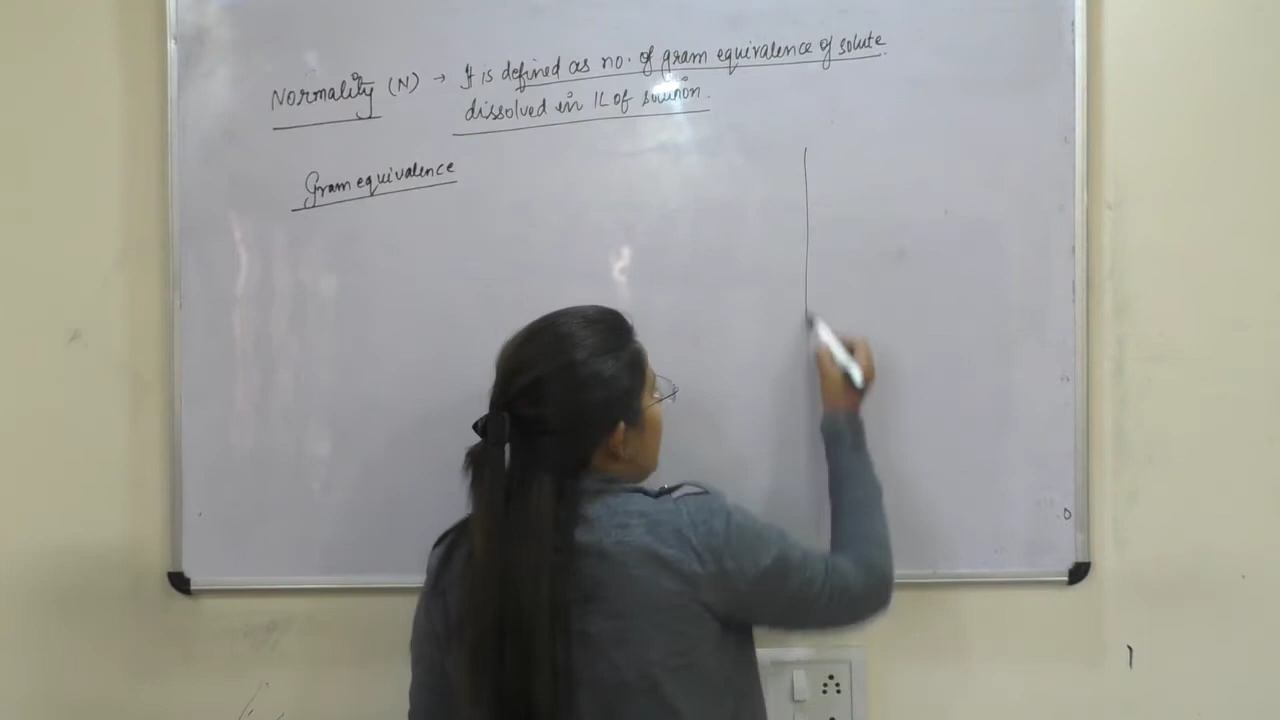 Normality (N) → It is defined as no. of gram equivalence of solute
dissolved in 1L of solution.
Gram equivalence